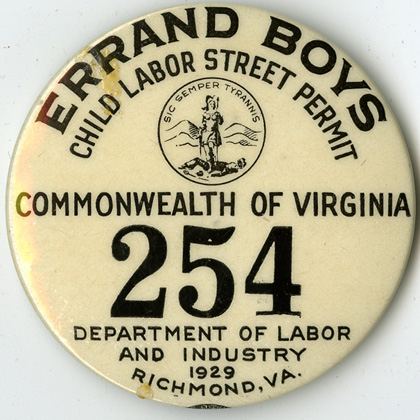 ERRAND BOYS
CHILD LABOR STREET PERMIT
SIC SEMPER TYRANNIS
COMMONWEALTH OF VIRGINIA
254
DEPARTMENT OF LABOR
AND INDUSTRY
1929
RICHMOND, VA.